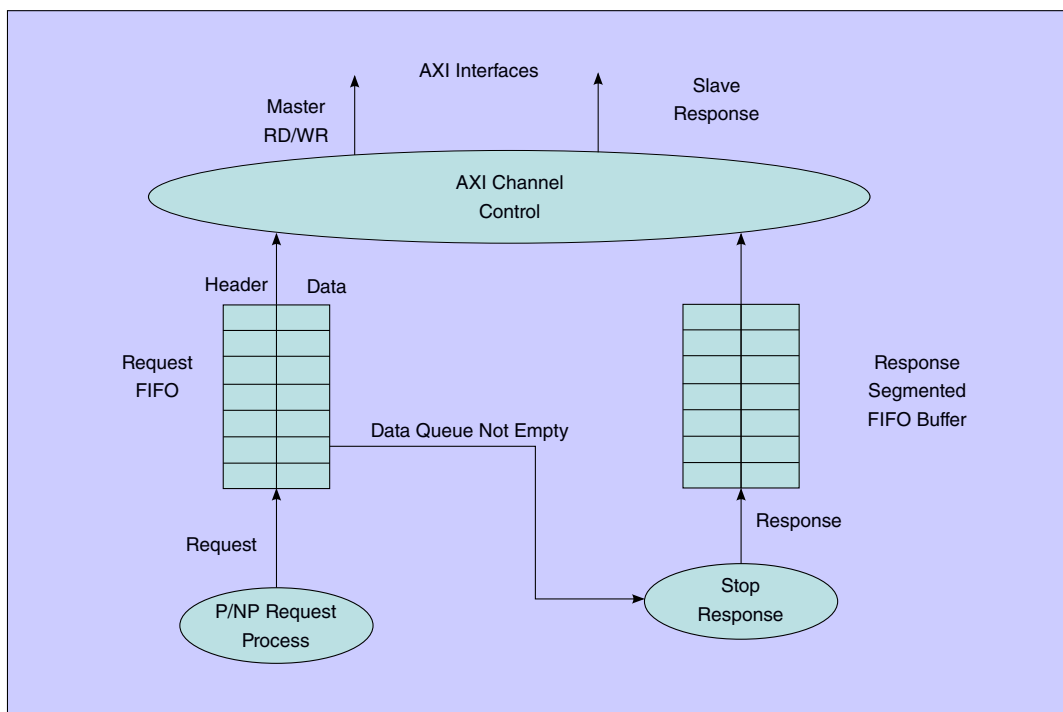 AXI Interfaces
Master
RD/WR
Slave
Response
AXI Channel
Control
Header
Data
Request
FIFO
Response
Segmented
FIFO Buffer
Data Queue Not Empty
Request
Response
P/NP Request
Process
Stop
Response